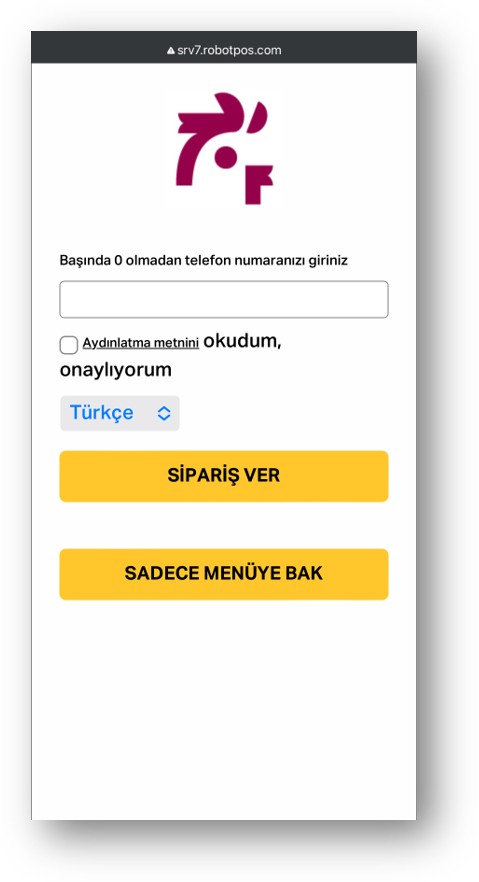 srv7.robotpos.com
Başında 0 olmadan telefon numaranızı giriniz
Aydınlatma metnini okudum,
onaylıyorum
Türkçe
SİPARİŞ VER
SADECE MENÜYE BAK